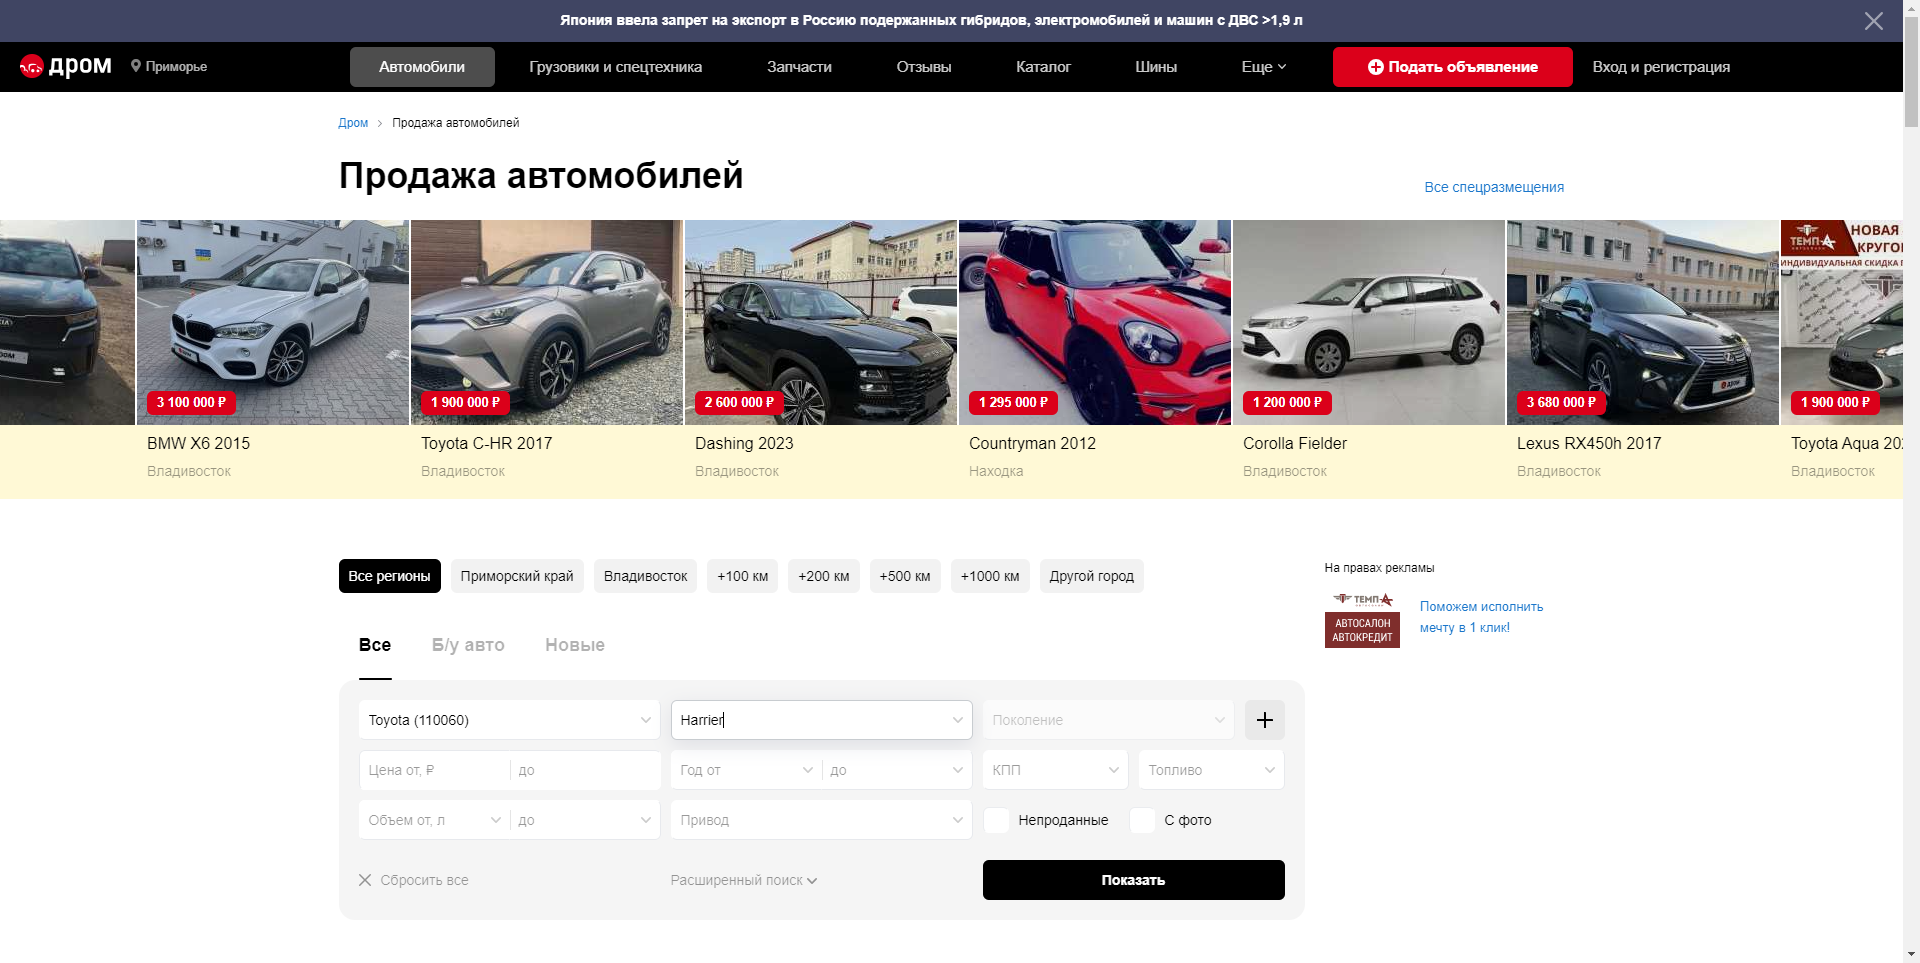 Япония ввела запрет на экспорт в Россию подержанных гибридов, электромобилей и машин с ДВС >1,9 л
дром
Приморье
Автомобили
Грузовики и спецтехника
Запчасти
Отзывы
Каталог
Шины
Еще
Подать объявление
Вход и регистрация
Дром > Продажа автомобилей
Продажа автомобилей
Все спецразмещения
ТЕМП-А
НОВАЯ
КРУГОГ
ИНДИВИДУАЛЬНАЯ СКИДКА
3 100 000 ₽
1 900 000 ₽
2 600 000 ₽
1 295 000 ₽
1 200 000 ₽
3 680 000 ₽
1 900 000 ₽
BMW X6 2015
Toyota C-HR 2017
Dashing 2023
Countryman 2012
Corolla Fielder
Lexus RX450h 2017
Toyota Aqua 20
Владивосток
Владивосток
Владивосток
Находка
Владивосток
Владивосток
Владивосток
Все регионы
Приморский край
Владивосток
+100 км
+200 км
+500 км
+1000 км
Другой город
На правах рекламы
ТЕМП-А
АВТОСАЛОН
АВТОКРЕДИТ
Поможем исполнить
мечту в 1 клик!
Все
Б/у авто
Новые
Toyota (110060)
Harrier
Поколение
Цена от, ₽
до
Год от
до
КПП
Топливо
Объем от, л
до
Привод
Непроданные
С фото
Сбросить все
Расширенный поиск
Показать